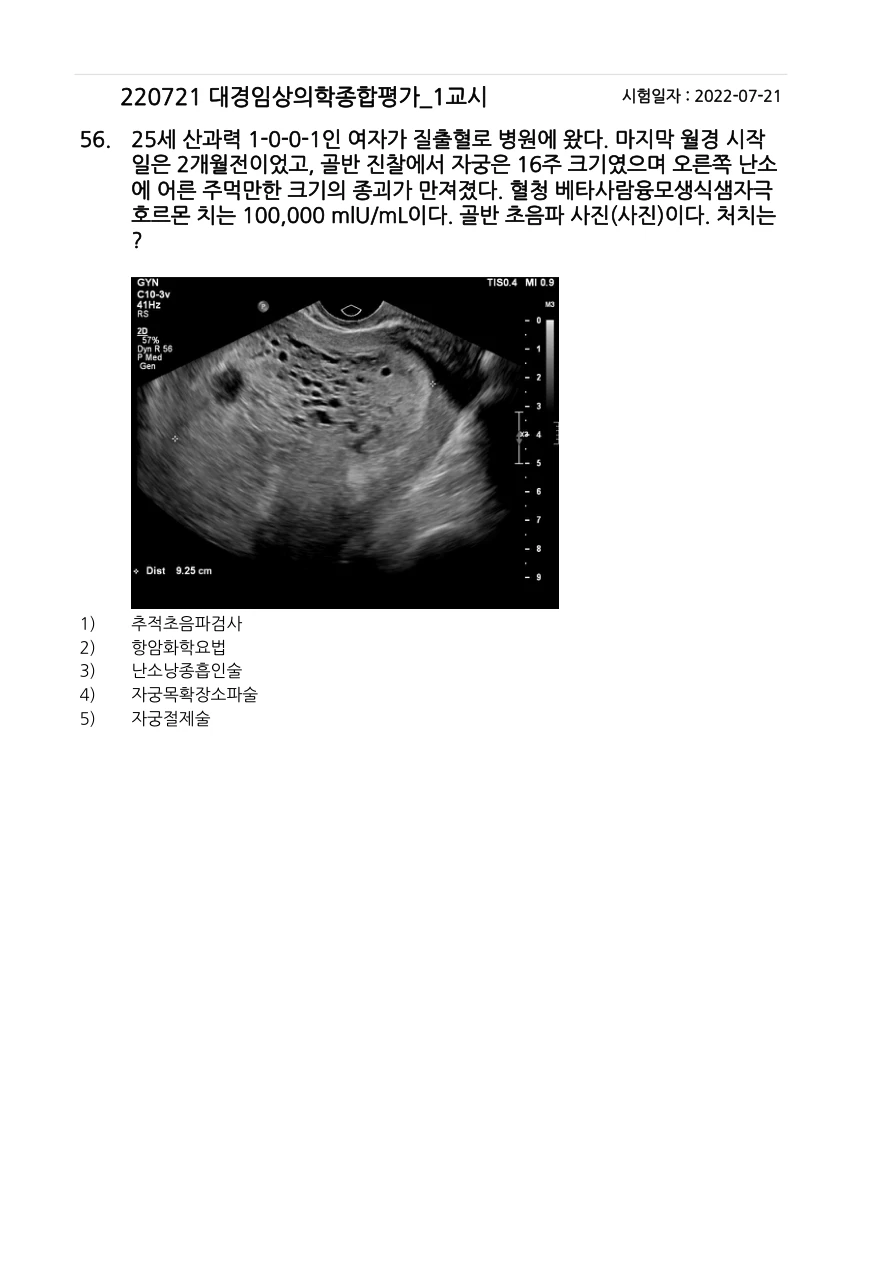 220721 대경임상의학종합평가_1교시
시험일자 : 2022-07-21
56. 25세 산과력 1-0-0-1인 여자가 질출혈로 병원에 왔다. 마지막 월경 시작
일은 2개월전이었고, 골반 진찰에서 자궁은 16주 크기였으며 오른쪽 난소
에 어른 주먹만한 크기의 종괴가 만져졌다. 혈청 베타사람융모생식샘자극
호르몬 치는 100,000 mIU/mL이다. 골반 초음파 사진(사진)이다. 처치는
?
GYN
TIS0.4 MI 0.9
C10-3v
41Hz
RS
P
M3
2D
57%
Dyn R 56
P Med
Gen
0
1
2
3
4
5
6
7
8
9
Dist 9.25 cm
1) 추적초음파검사
2) 항암화학요법
3) 난소낭종흡인술
4) 자궁목확장소파술
5) 자궁절제술